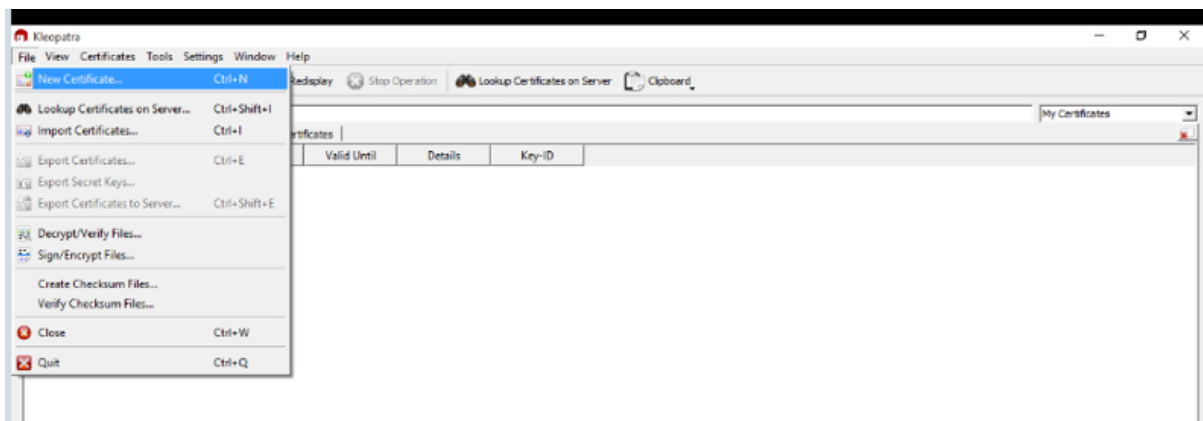 Kleopatra
File View Certificates Tools Settings Window Help
New Certificate... Ctrl+N
Redisplay Stop Operation Lookup Certificates on Server Clipboard
Lookup Certificates on Server... Ctrl+Shift+I
My Certificates
Import Certificates... Ctrl+I
rtificates
Valid Until Details Key-ID
Export Certificates... Ctrl+E
Export Secret Keys...
Export Certificates to Server... Ctrl+Shift+E
Decrypt/Verify Files...
Sign/Encrypt Files...
Create Checksum Files...
Verify Checksum Files...
Close Ctrl+W
Quit Ctrl+Q